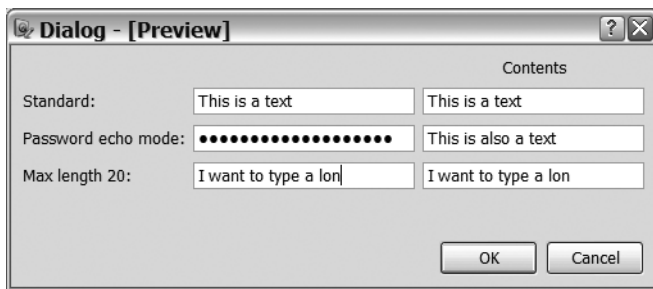 Dialog - [Preview]
Contents
Standard: This is a text This is a text
Password echo mode: ●●●●●●●●●●●●●●●●●●● This is also a text
Max length 20: I want to type a lon I want to type a lon
OK Cancel